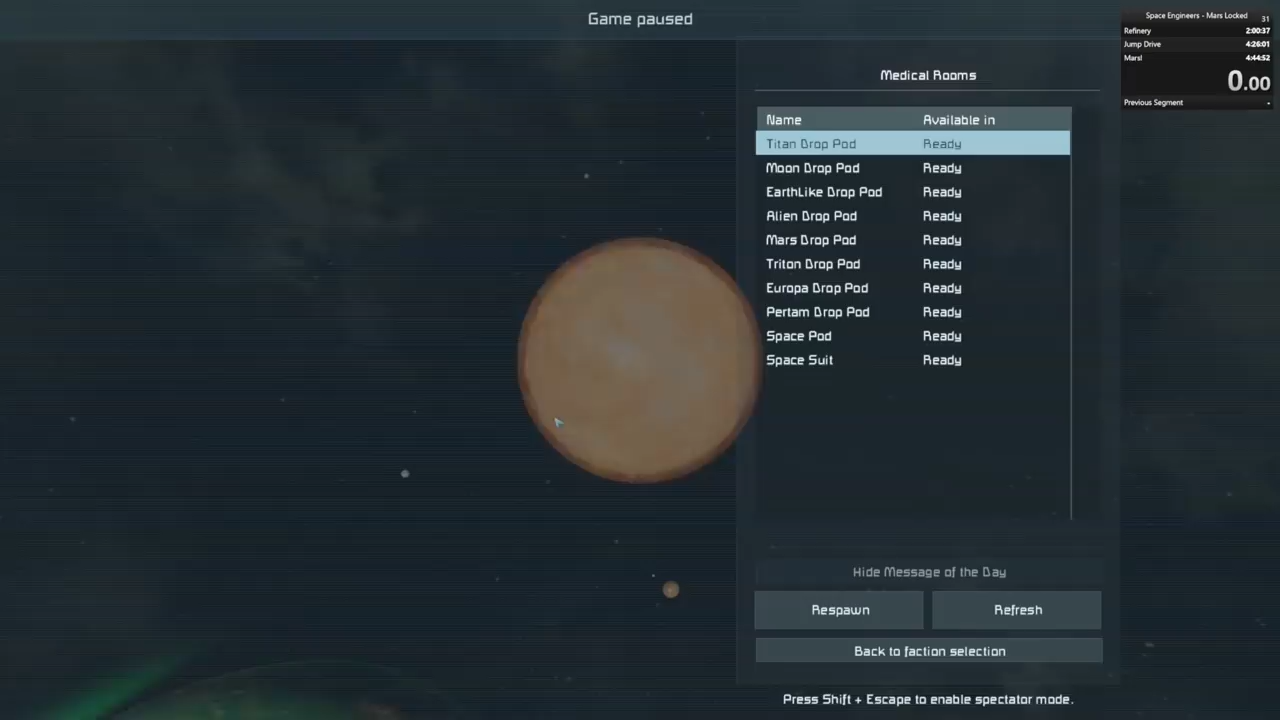 Game paused
Space Engineers - Mars Locked 31
Refinery 2:00:37
Jump Drive 4:26:01
Mars! 4:44:52
0.00
Previous Segment -
Medical Rooms
Name Available in
Titan Drop Pod Ready
Moon Drop Pod Ready
EarthLike Drop Pod Ready
Alien Drop Pod Ready
Mars Drop Pod Ready
Triton Drop Pod Ready
Europa Drop Pod Ready
Pertam Drop Pod Ready
Space Pod Ready
Space Suit Ready
Hide Message of the Day
Respawn Refresh
Back to faction selection
Press Shift + Escape to enable spectator mode.